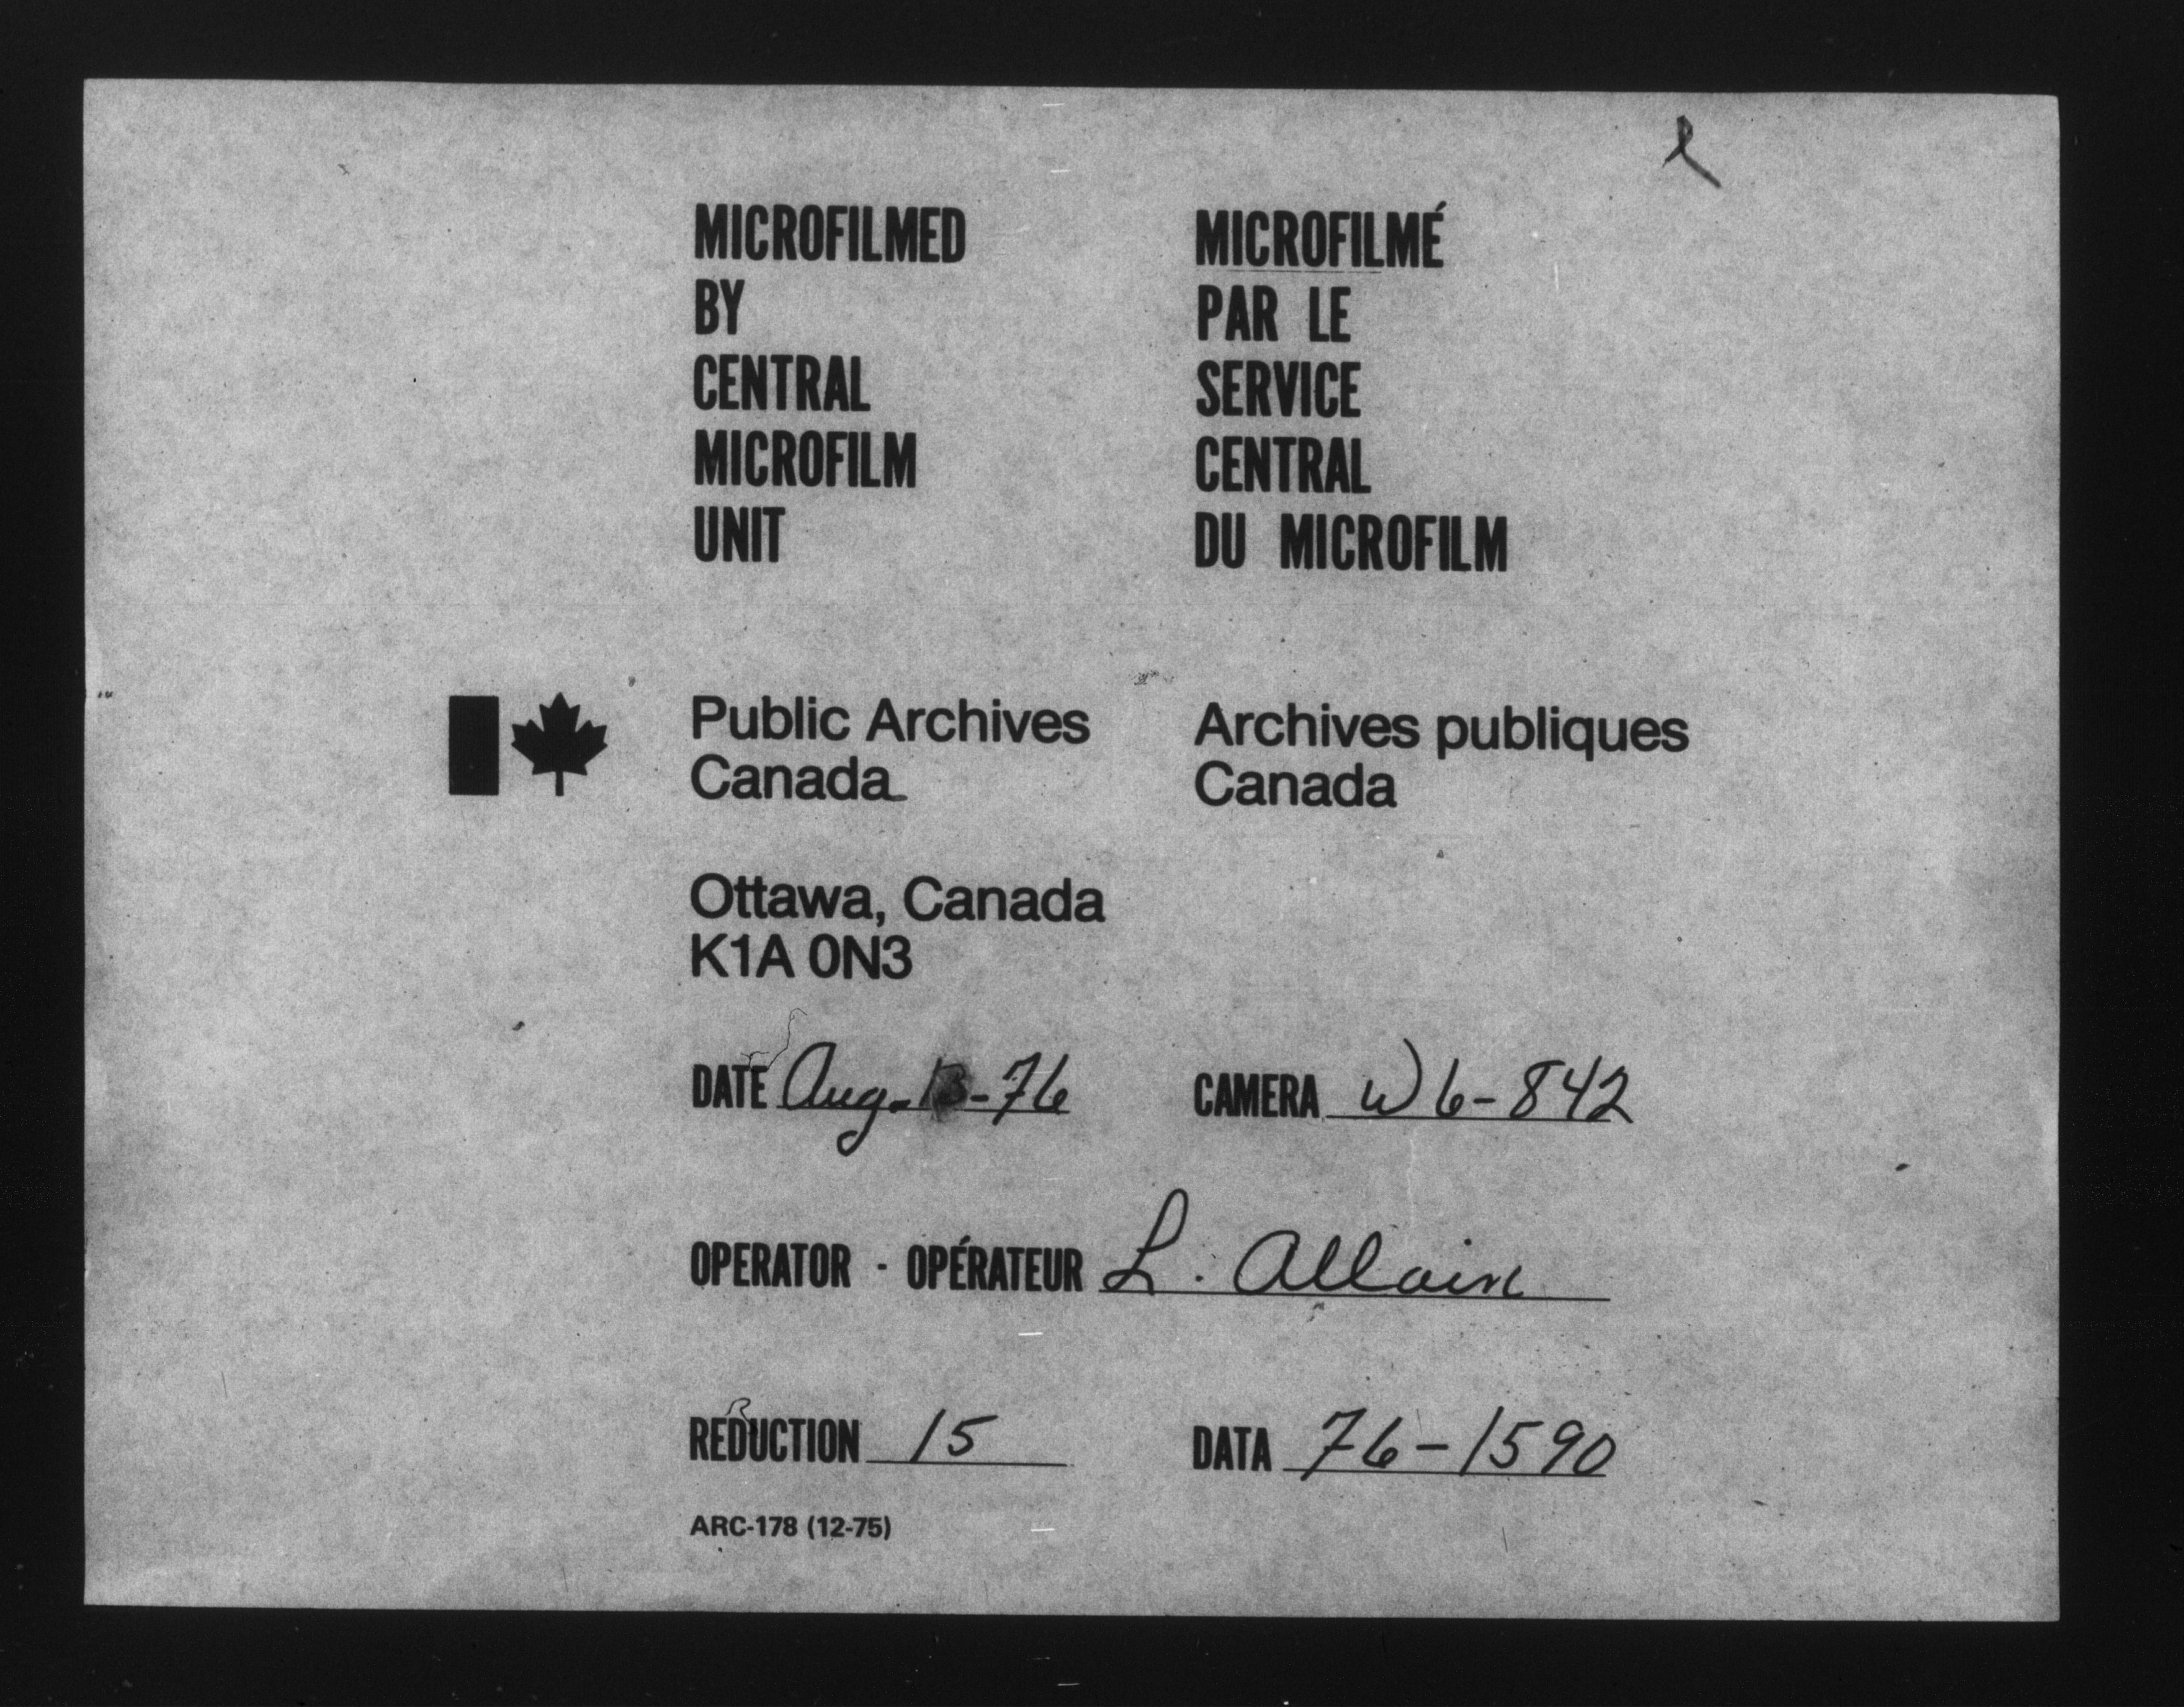 MICROFILMED
BY
CENTRAL
MICROFILM
UNIT
MICROFILMÉ
PAR LE
SERVICE
CENTRAL
DU MICROFILM
Public Archives
Canada
Archives publiques
Canada
Ottawa, Canada
K1A 0N3
DATE Aug. 13-76
CAMERA W6-842
OPERATOR - OPÉRATEUR L. Allain
REDUCTION 15
DATA 76-1590
ARC-178 (12-75)